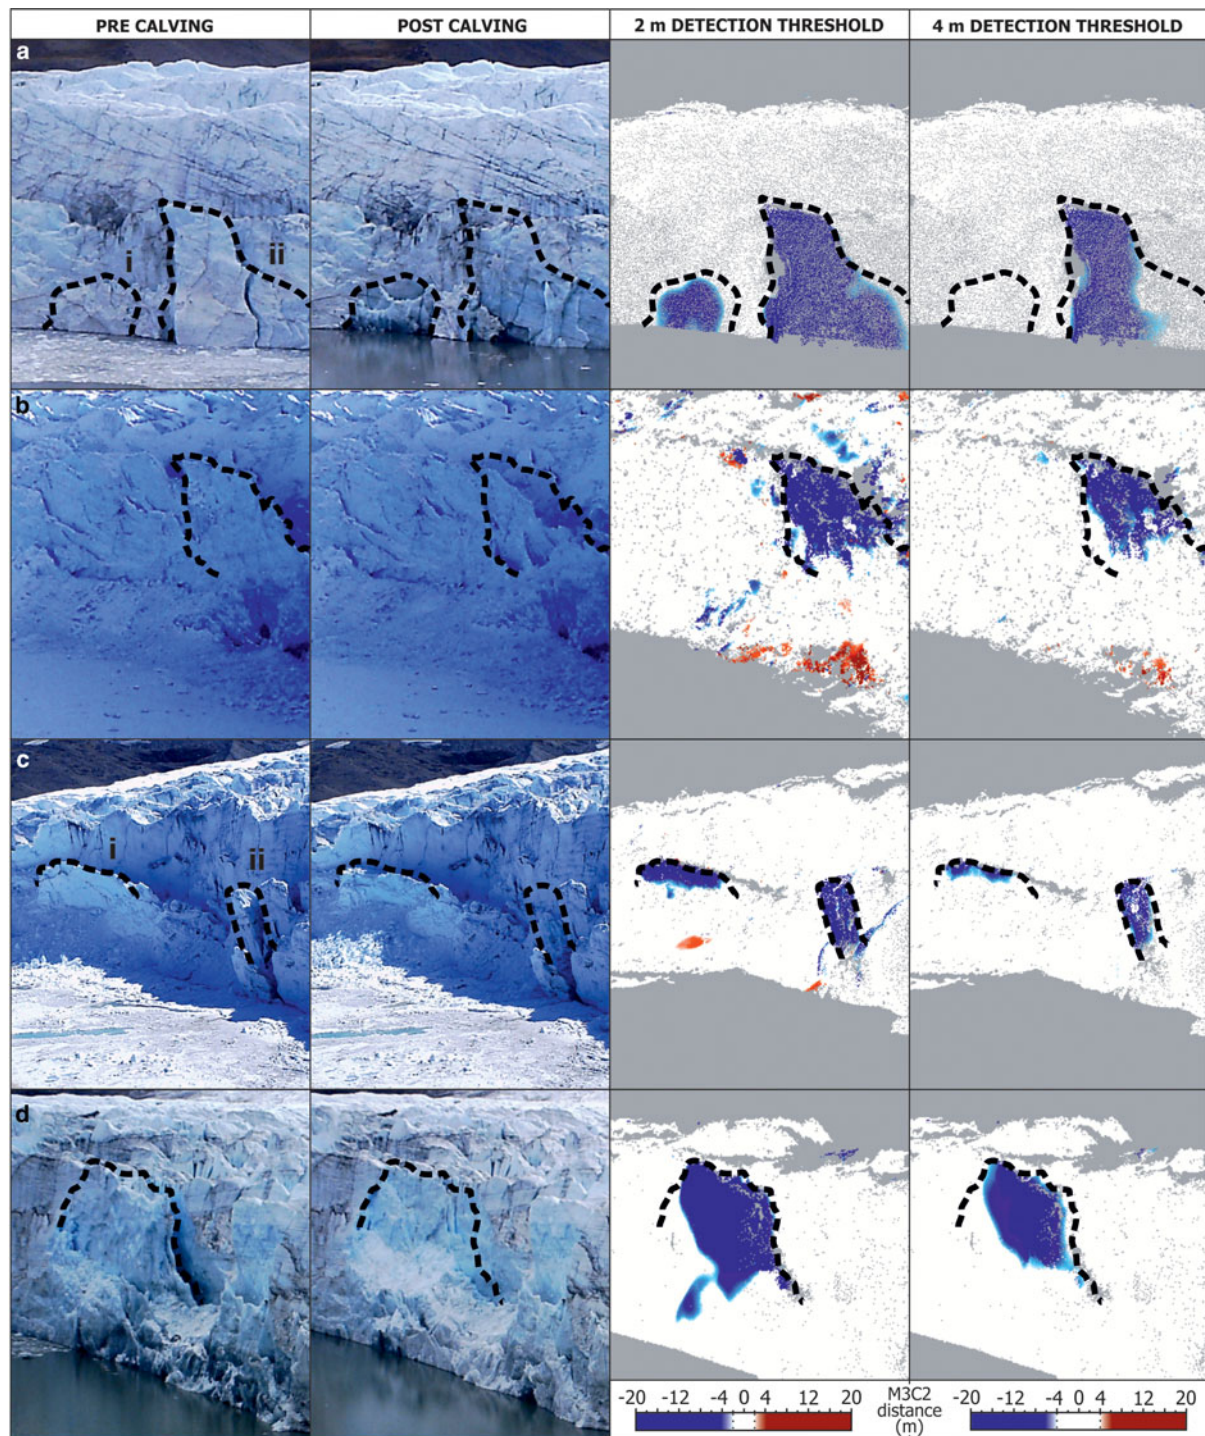 PRE CALVING POST CALVING 2 m DETECTION THRESHOLD 4 m DETECTION THRESHOLD
a
i ii
b
c
i ii
d
-20 -12 -4 0 4 12 20 M3C2 distance (m) -20 -12 -4 0 4 12 20